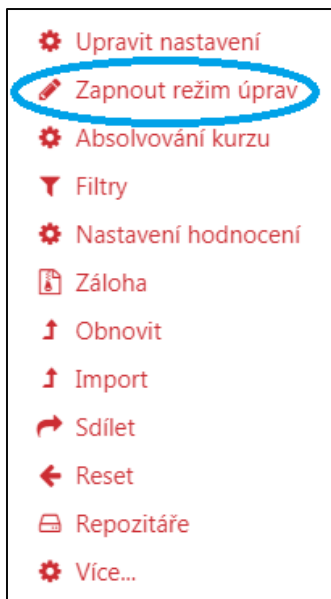 Upravit nastavení
Zapnout režim úprav
Absolvování kurzu
Filtry
Nastavení hodnocení
Záloha
Obnovit
Import
Sdílet
Reset
Repozitáře
Více...